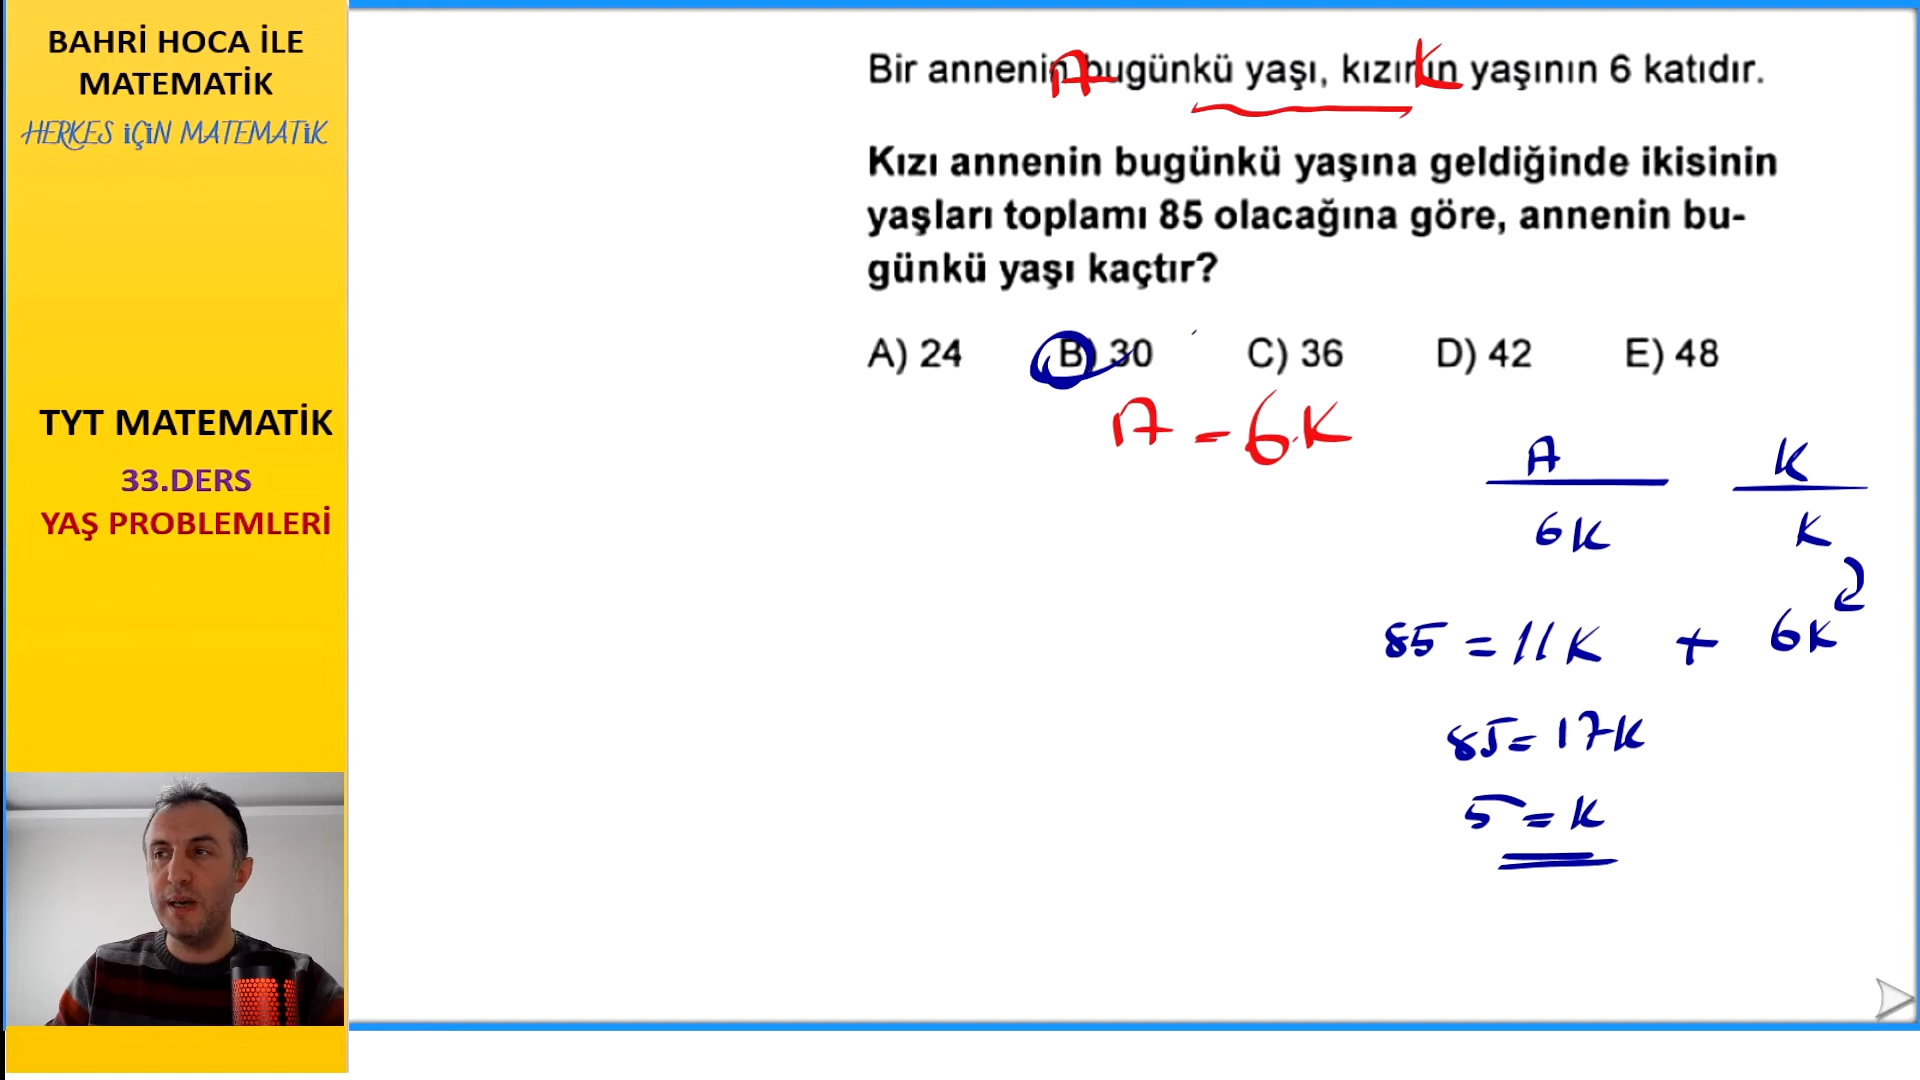 BAHRİ HOCA İLE
MATEMATİK
HERKES İÇİN MATEMATİK
TYT MATEMATİK
33.DERS
YAŞ PROBLEMLERİ
Bir annenin bugünkü yaşı, kızının yaşının 6 katıdır.
A K
Kızı annenin bugünkü yaşına geldiğinde ikisinin
yaşları toplamı 85 olacağına göre, annenin bu-
günkü yaşı kaçtır?
A) 24 B) 30 C) 36 D) 42 E) 48
A = 6.K
A K
6K K
85 = 11K + 6K
85 = 17K
5 = K